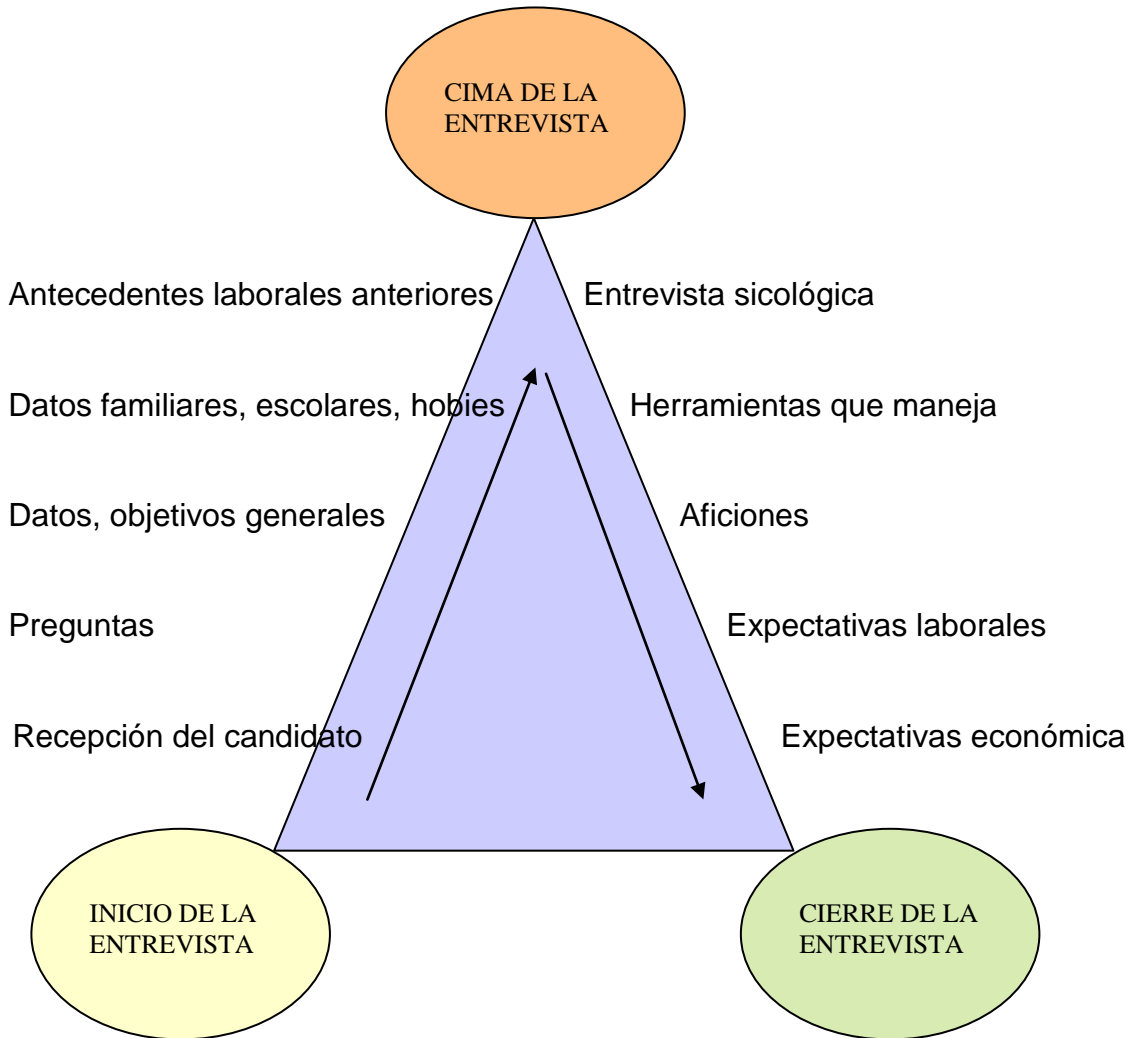 CIMA DE LA
ENTREVISTA
Antecedentes laborales anteriores
Entrevista sicológica
Datos familiares, escolares, hobies
Herramientas que maneja
Datos, objetivos generales
Aficiones
Preguntas
Expectativas laborales
Recepción del candidato
Expectativas económica
INICIO DE LA
ENTREVISTA
CIERRE DE LA
ENTREVISTA